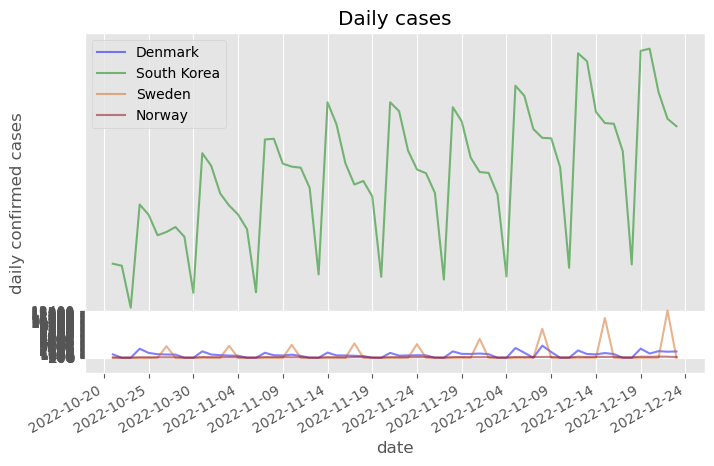 Daily cases
Denmark
South Korea
Sweden
Norway
daily confirmed cases
2022-10-20
2022-10-25
2022-10-30
2022-11-04
2022-11-09
2022-11-14
2022-11-19
2022-11-24
2022-11-29
2022-12-04
2022-12-09
2022-12-14
2022-12-19
2022-12-24
date